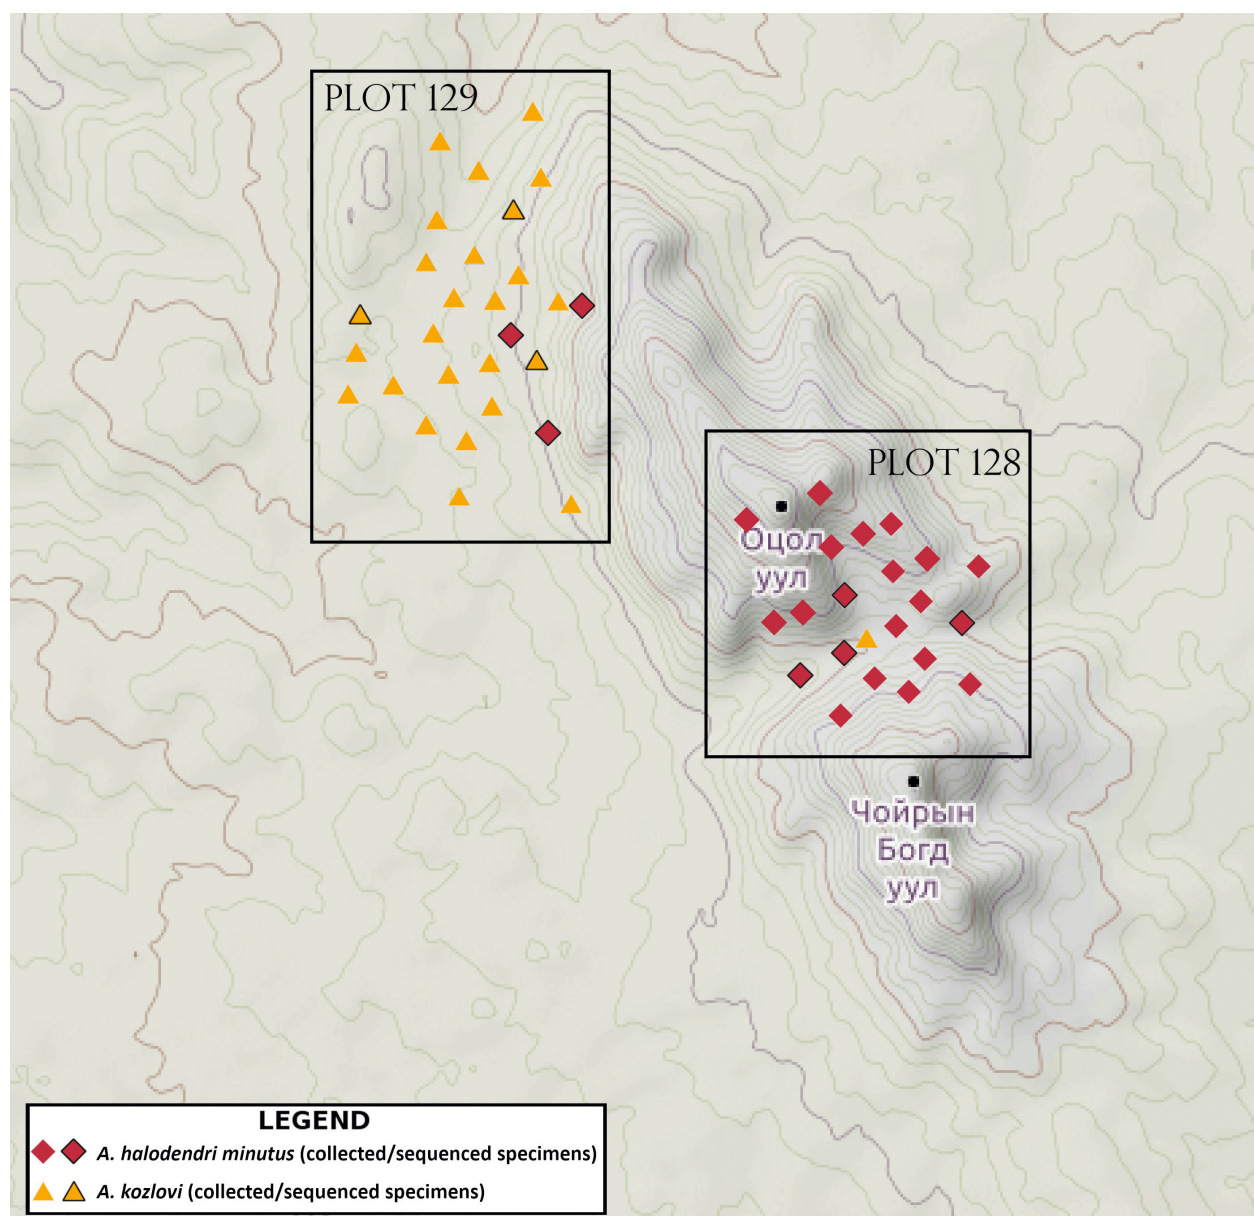 PLOT 129
PLOT 128
Оцол
уул
Чойрын
Богд
уул
LEGEND
A. halodendri minutus (collected/sequenced specimens)
A. kozlovi (collected/sequenced specimens)